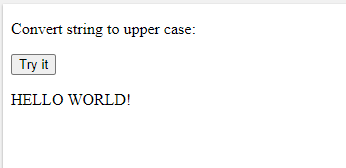 Convert string to upper case:
Try it
HELLO WORLD!